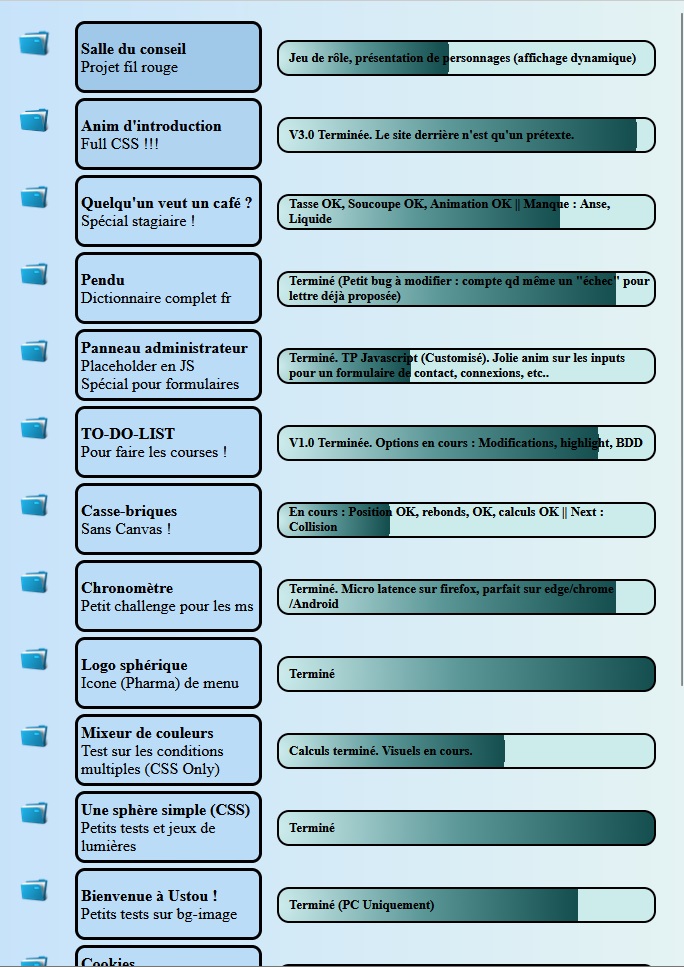 Salle du conseil
Projet fil rouge
Jeu de rôle, présentation de personnages (affichage dynamique)
Anim d'introduction
Full CSS !!!
V3.0 Terminée. Le site derrière n'est qu'un prétexte.
Quelqu'un veut un café ?
Spécial stagiaire !
Tasse OK, Soucoupe OK, Animation OK || Manque : Anse,
Liquide
Pendu
Dictionnaire complet fr
Terminé (Petit bug à modifier : compte qd même un "échec" pour
lettre déjà proposée)
Panneau administrateur
Placeholder en JS
Spécial pour formulaires
Terminé. TP Javascript (Customisé). Jolie anim sur les inputs
pour un formulaire de contact, connexions, etc..
TO-DO-LIST
Pour faire les courses !
V1.0 Terminée. Options en cours : Modifications, highlight, BDD
Casse-briques
Sans Canvas !
En cours : Position OK, rebonds, OK, calculs OK || Next :
Collision
Chronomètre
Petit challenge pour les ms
Terminé. Micro latence sur firefox, parfait sur edge/chrome
/Android
Logo sphérique
Icone (Pharma) de menu
Terminé
Mixeur de couleurs
Test sur les conditions
multiples (CSS Only)
Calculs terminé. Visuels en cours.
Une sphère simple (CSS)
Petits tests et jeux de
lumières
Terminé
Bienvenue à Ustou !
Petits tests sur bg-image
Terminé (PC Uniquement)
Cookies